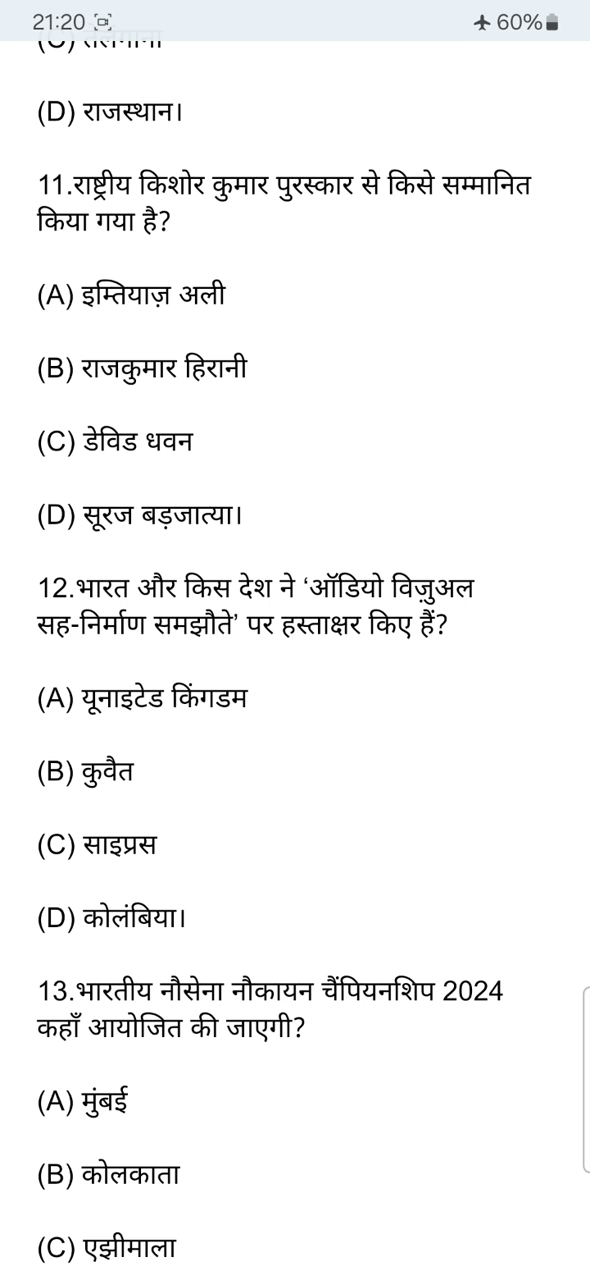 21:20
60%
(D) राजस्थान।
11.राष्ट्रीय किशोर कुमार पुरस्कार से किसे सम्मानित
किया गया है?
(A) इम्तियाज़ अली
(B) राजकुमार हिरानी
(C) डेविड धवन
(D) सूरज बड़जात्या।
12.भारत और किस देश ने ‘ऑडियो विज़ुअल
सह-निर्माण समझौते’ पर हस्ताक्षर किए हैं?
(A) यूनाइटेड किंगडम
(B) कुवैत
(C) साइप्रस
(D) कोलंबिया।
13.भारतीय नौसेना नौकायन चैंपियनशिप 2024
कहाँ आयोजित की जाएगी?
(A) मुंबई
(B) कोलकाता
(C) एझीमाला